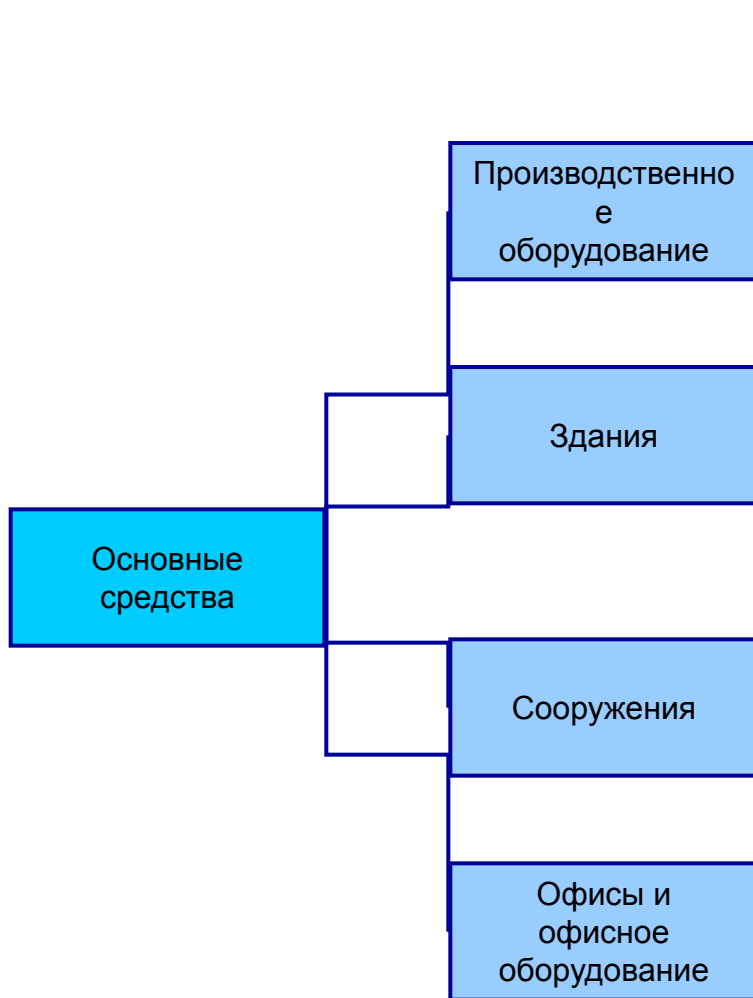 Производственно
е
оборудование
Здания
Основные
средства
Сооружения
Офисы и
офисное
оборудование